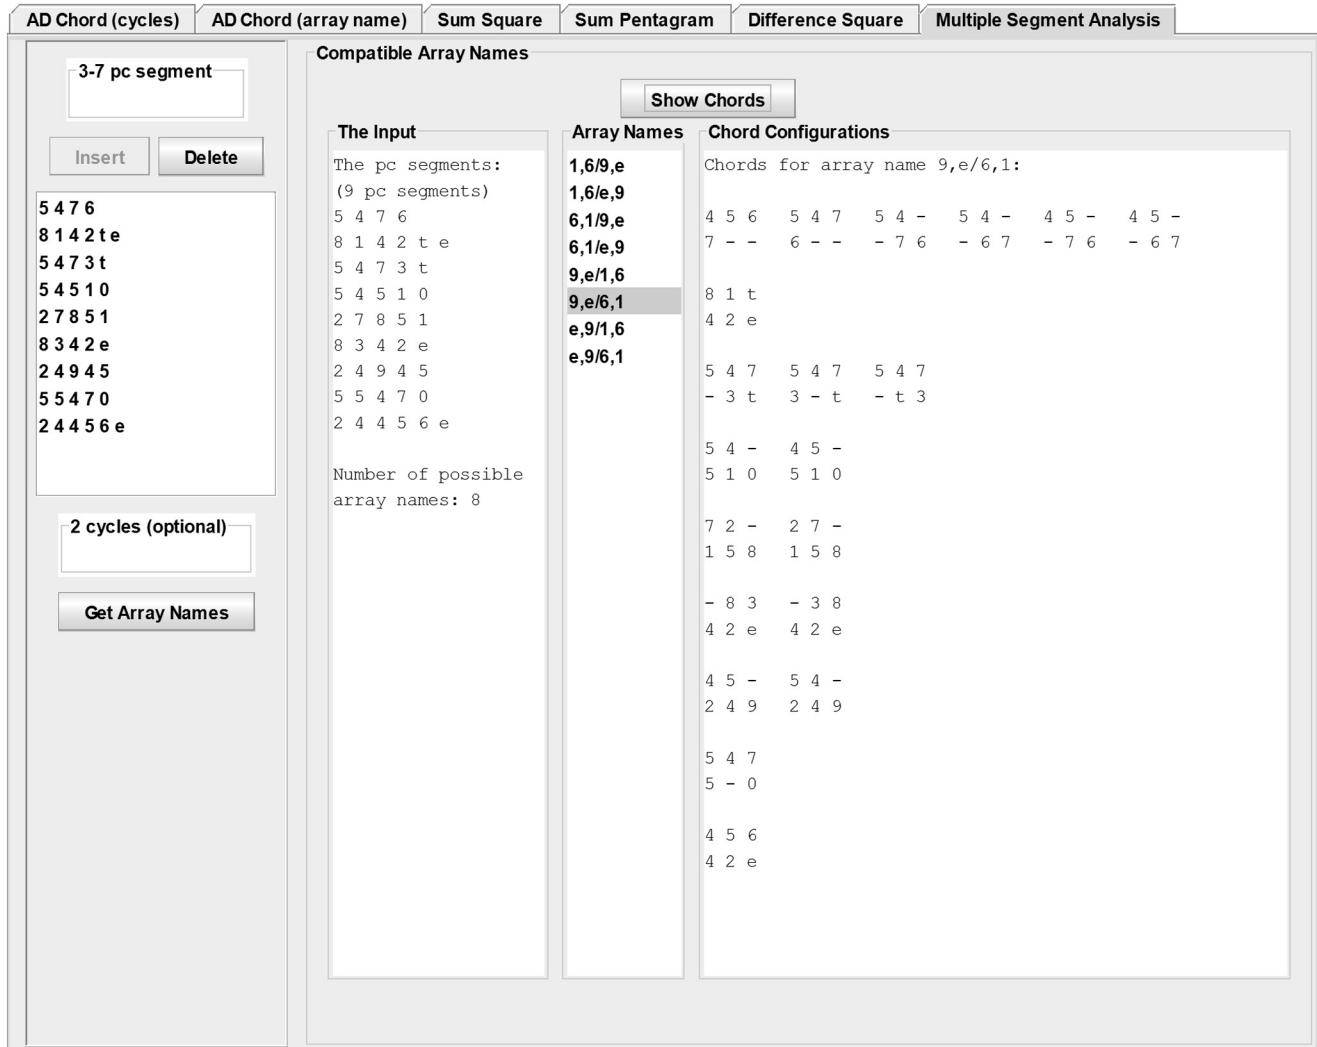 AD Chord (cycles) AD Chord (array name) Sum Square Sum Pentagram Difference Square Multiple Segment Analysis
3-7 pc segment
Insert Delete
5 4 7 6
8 1 4 2 t e
5 4 7 3 t
5 4 5 1 0
2 7 8 5 1
8 3 4 2 e
2 4 9 4 5
5 5 4 7 0
2 4 4 5 6 e
2 cycles (optional)
Get Array Names
Compatible Array Names
Show Chords
The Input
The pc segments:
(9 pc segments)
5 4 7 6
8 1 4 2 t e
5 4 7 3 t
5 4 5 1 0
2 7 8 5 1
8 3 4 2 e
2 4 9 4 5
5 5 4 7 0
2 4 4 5 6 e
Number of possible
array names: 8
Array Names
1,6/9,e
1,6/e,9
6,1/9,e
6,1/e,9
9,e/1,6
9,e/6,1
e,9/1,6
e,9/6,1
Chord Configurations
Chords for array name 9,e/6,1:
4 5 6 5 4 7 5 4 - 5 4 - 4 5 - 4 5 -
7 - - 6 - - - 7 6 - 6 7 - 7 6 - 6 7
8 1 t
4 2 e
5 4 7 5 4 7 5 4 7
- 3 t 3 - t - t 3
5 4 - 4 5 -
5 1 0 5 1 0
7 2 - 2 7 -
1 5 8 1 5 8
- 8 3 - 3 8
4 2 e 4 2 e
4 5 - 5 4 -
2 4 9 2 4 9
5 4 7
5 - 0
4 5 6
4 2 e